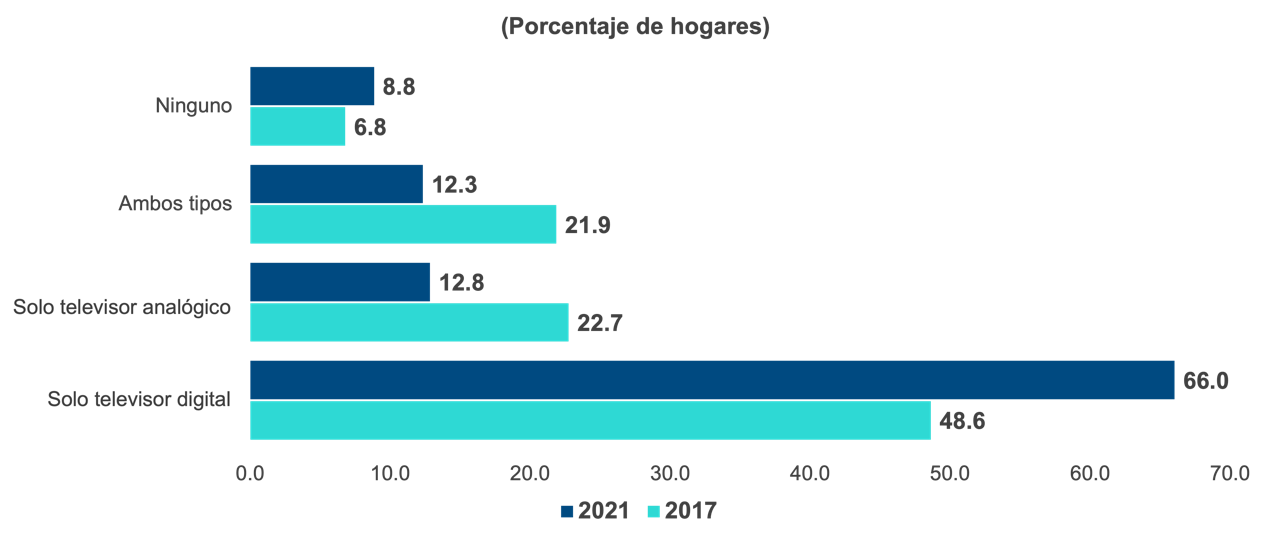 (Porcentaje de hogares)
Ninguno
8.8
6.8
Ambos tipos
12.3
21.9
Solo televisor analógico
12.8
22.7
Solo televisor digital
66.0
48.6
0.0 10.0 20.0 30.0 40.0 50.0 60.0 70.0
2021 2017